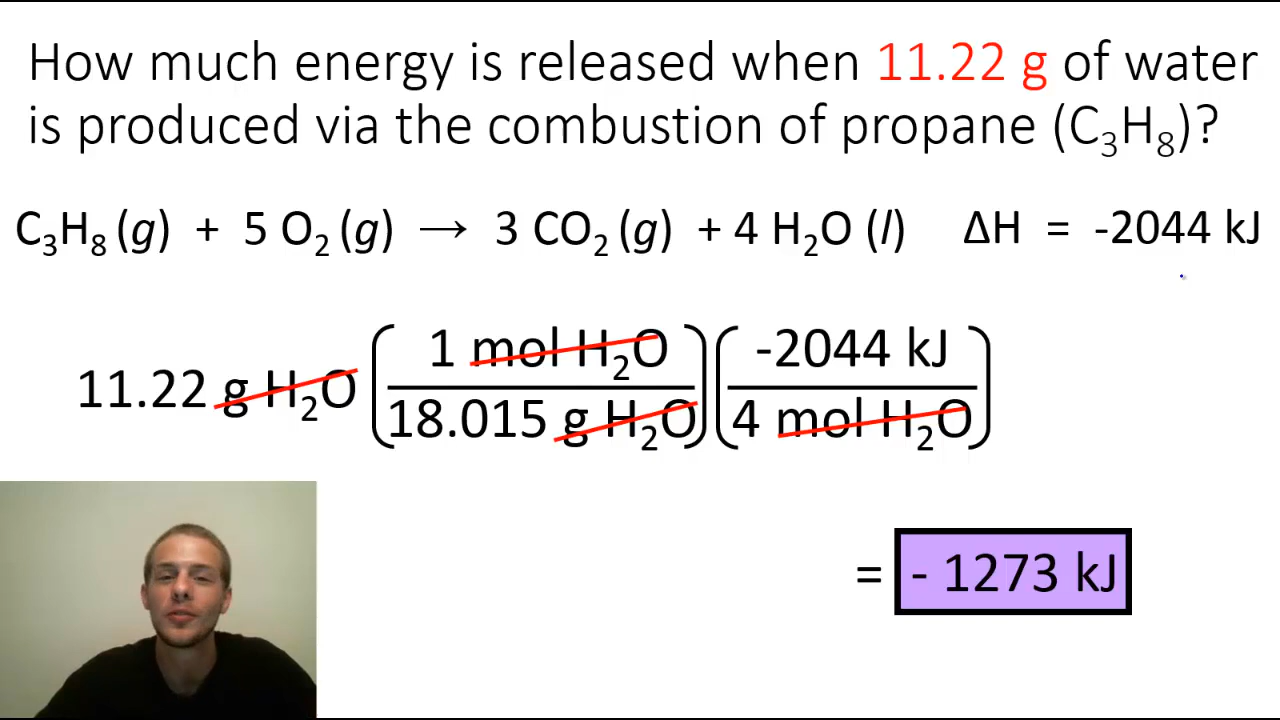 How much energy is released when 11.22 g of water
is produced via the combustion of propane (C₃H₈)?
C₃H₈ (g) + 5 O₂ (g) → 3 CO₂ (g) + 4 H₂O (l) ΔH = -2044 kJ
11.22 g H₂O (1 mol H₂O / 18.015 g H₂O) (-2044 kJ / 4 mol H₂O)
= - 1273 kJ